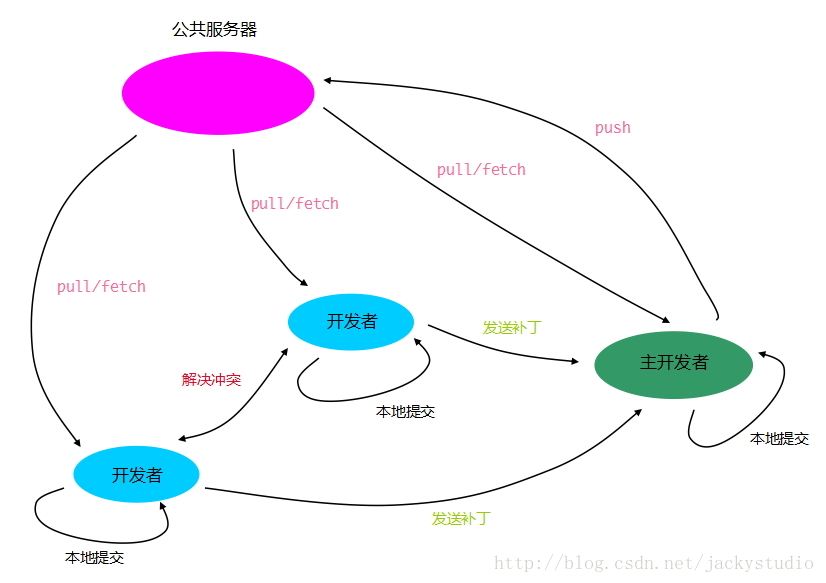 公共服务器
push
pull/fetch
pull/fetch
pull/fetch
开发者
发送补丁
主开发者
解决冲突
本地提交
本地提交
开发者
发送补丁
本地提交
http://blog.csdn.net/jackystudio